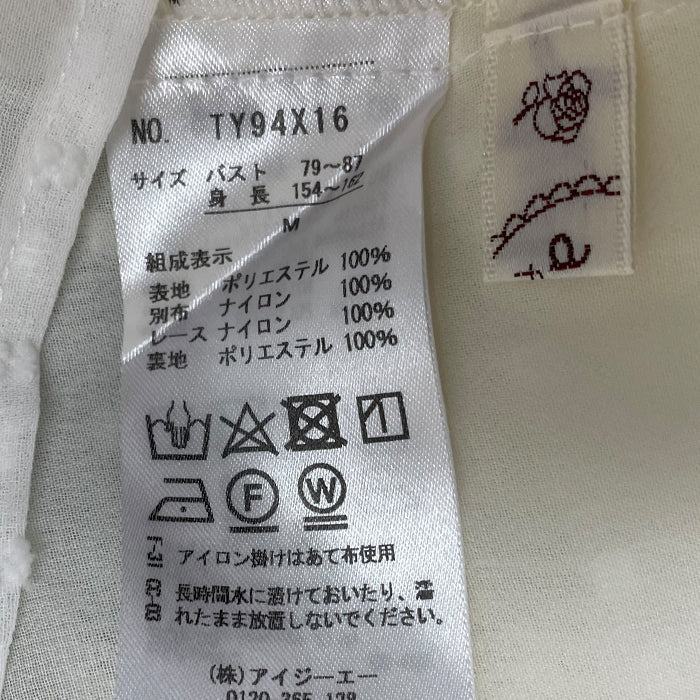 NO. TY94X16
サイズ バスト 79～87
身長 154～162
M
組成表示
表地 ポリエステル 100%
別布 ナイロン 100%
レース ナイロン 100%
裏地 ポリエステル 100%
F
W
アイロン掛けはあて布使用
長時間水に漬けておいたり、濡
れたまま放置しないでください。
(株)アイジーエー
0120-365-178
a